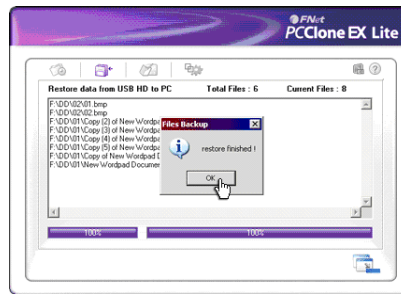 FNet
PCClone EX Lite
Restore data from USB HD to PC Total Files : 6 Current Files : 8
F:\DD\02\01.bmp
F:\DD\02\02.bmp
F:\DD\01\Copy (2) of New Wordpa
F:\DD\01\Copy (3) of New Wordpa
F:\DD\01\Copy (4) of New Wordpa
F:\DD\01\Copy (5) of New Wordpa
F:\DD\01\Copy of New Wordpad D
F:\DD\01\New Wordpad Documen
Files Backup
restore finished !
OK
100% 100%